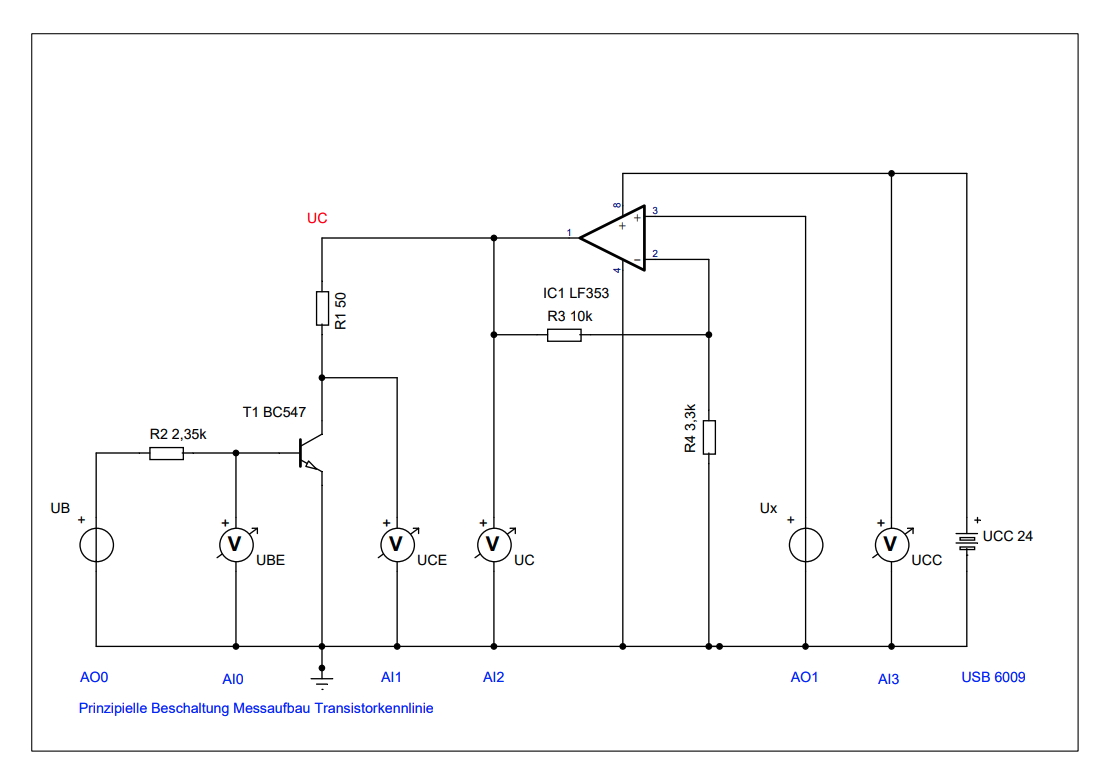 8
3
+
UC
1
+
2
−
4
IC1 LF353
R3 10k
R1 50
T1 BC547
R4 3,3k
R2 2,35k
UB
+
Ux
+
+
V
UBE
+
V
UCE
+
V
UC
+
V
UCC
+
UCC 24
AO0
AI0
AI1
AI2
AO1
AI3
USB 6009
Prinzipielle Beschaltung Messaufbau Transistorkennlinie